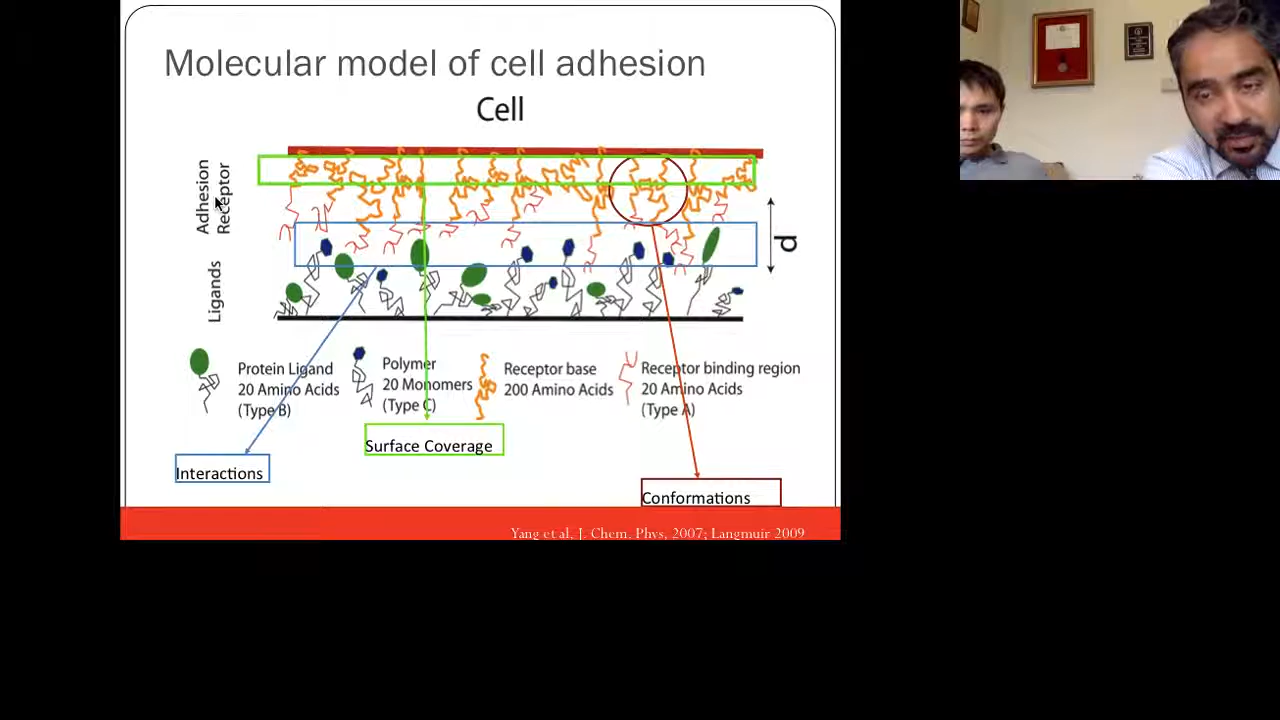 Molecular model of cell adhesion
Cell
Adhesion
Receptor
Ligands
d
Protein Ligand
20 Amino Acids
(Type B)
Polymer
20 Monomers
(Type C)
Receptor base
200 Amino Acids
Receptor binding region
20 Amino Acids
(Type A)
Surface Coverage
Interactions
Conformations
Yang et al, J. Chem. Phys, 2007; Langmuir 2009